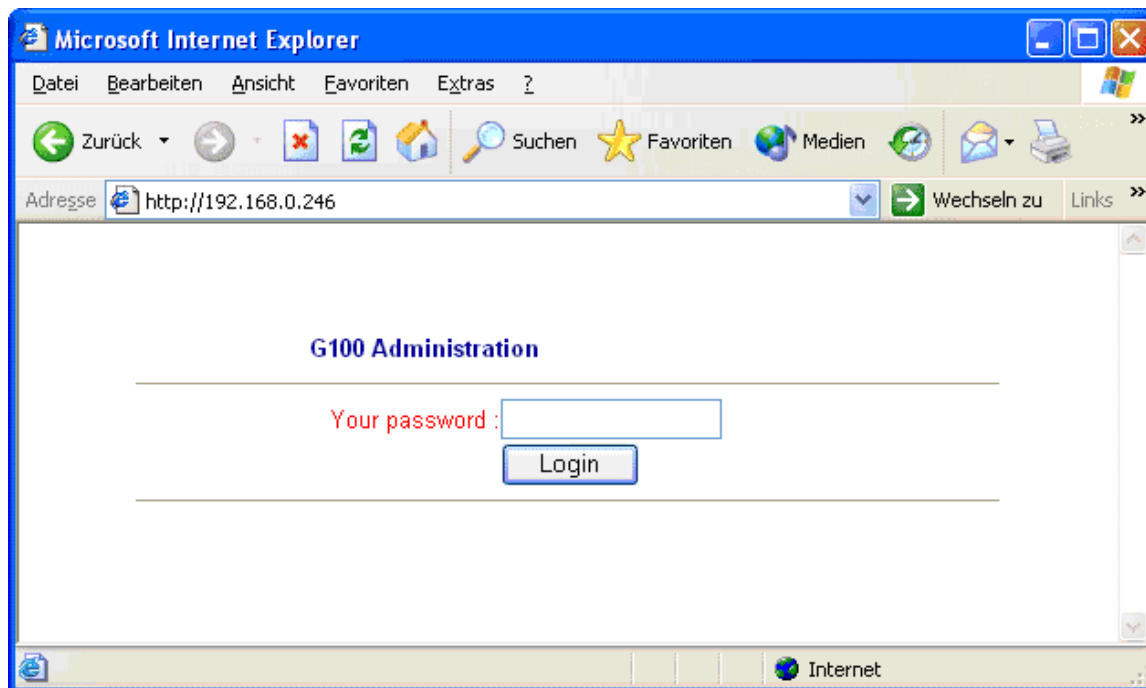 Microsoft Internet Explorer
Datei Bearbeiten Ansicht Favoriten Extras ?
Zurück Suchen Favoriten Medien »
Adresse http://192.168.0.246 Wechseln zu Links »
G100 Administration
Your password :
Login
Internet